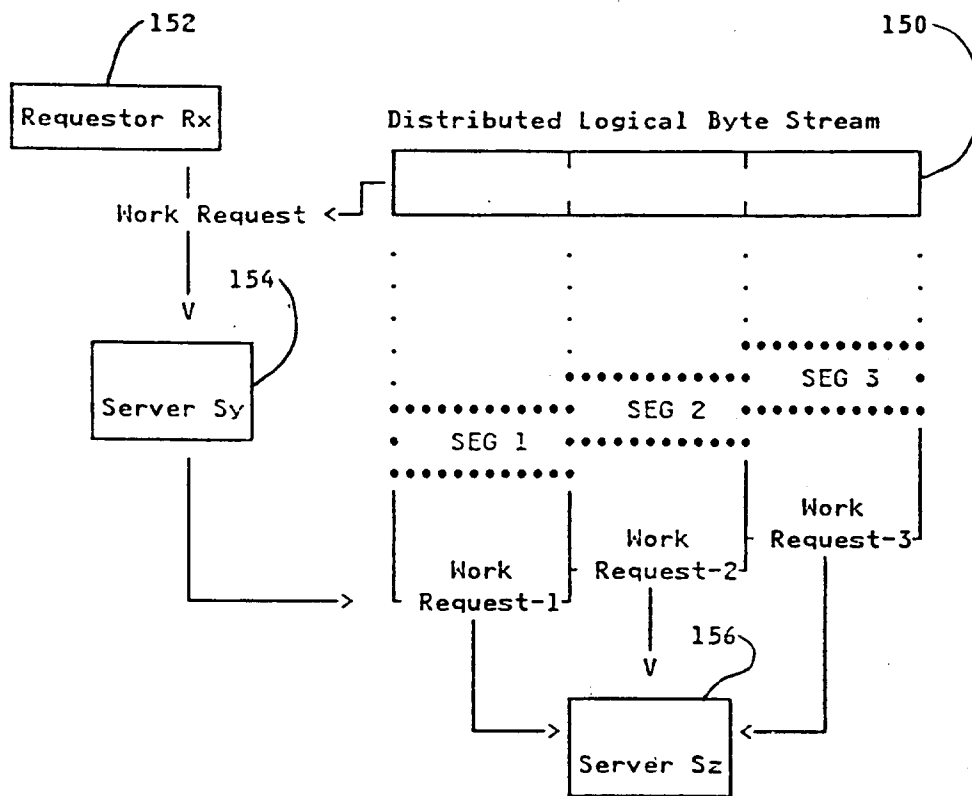 152
150
Requestor Rx
Distributed Logical Byte Stream
Work Request
154
Server Sy
SEG 3
SEG 2
SEG 1
Work
Request-3
Work
Request-2
Work
Request-1
156
Server Sz